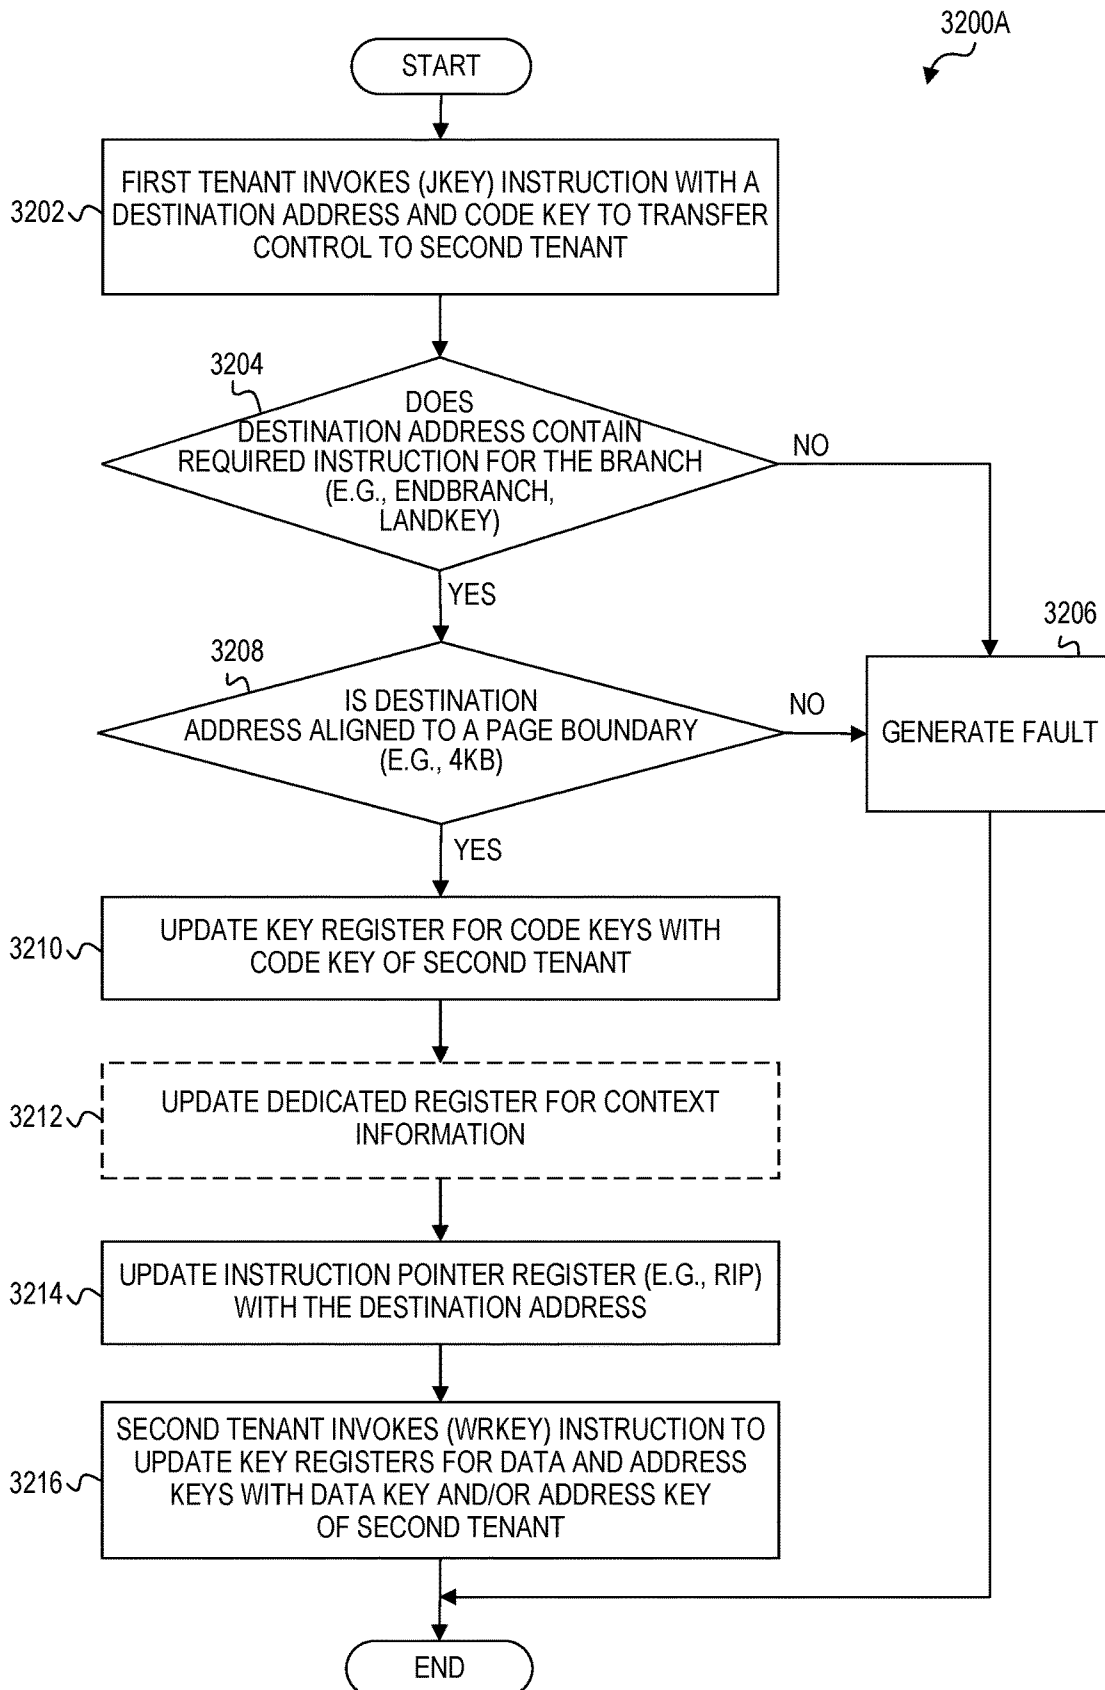 3200A
START
3202
FIRST TENANT INVOKES (JKEY) INSTRUCTION WITH A
DESTINATION ADDRESS AND CODE KEY TO TRANSFER
CONTROL TO SECOND TENANT
3204
DOES
DESTINATION ADDRESS CONTAIN
REQUIRED INSTRUCTION FOR THE BRANCH
(E.G., ENDBRANCH,
LANDKEY)
NO
YES
3206
GENERATE FAULT
3208
IS DESTINATION
ADDRESS ALIGNED TO A PAGE BOUNDARY
(E.G., 4KB)
NO
YES
3210
UPDATE KEY REGISTER FOR CODE KEYS WITH
CODE KEY OF SECOND TENANT
3212
UPDATE DEDICATED REGISTER FOR CONTEXT
INFORMATION
3214
UPDATE INSTRUCTION POINTER REGISTER (E.G., RIP)
WITH THE DESTINATION ADDRESS
3216
SECOND TENANT INVOKES (WRKEY) INSTRUCTION TO
UPDATE KEY REGISTERS FOR DATA AND ADDRESS
KEYS WITH DATA KEY AND/OR ADDRESS KEY
OF SECOND TENANT
END